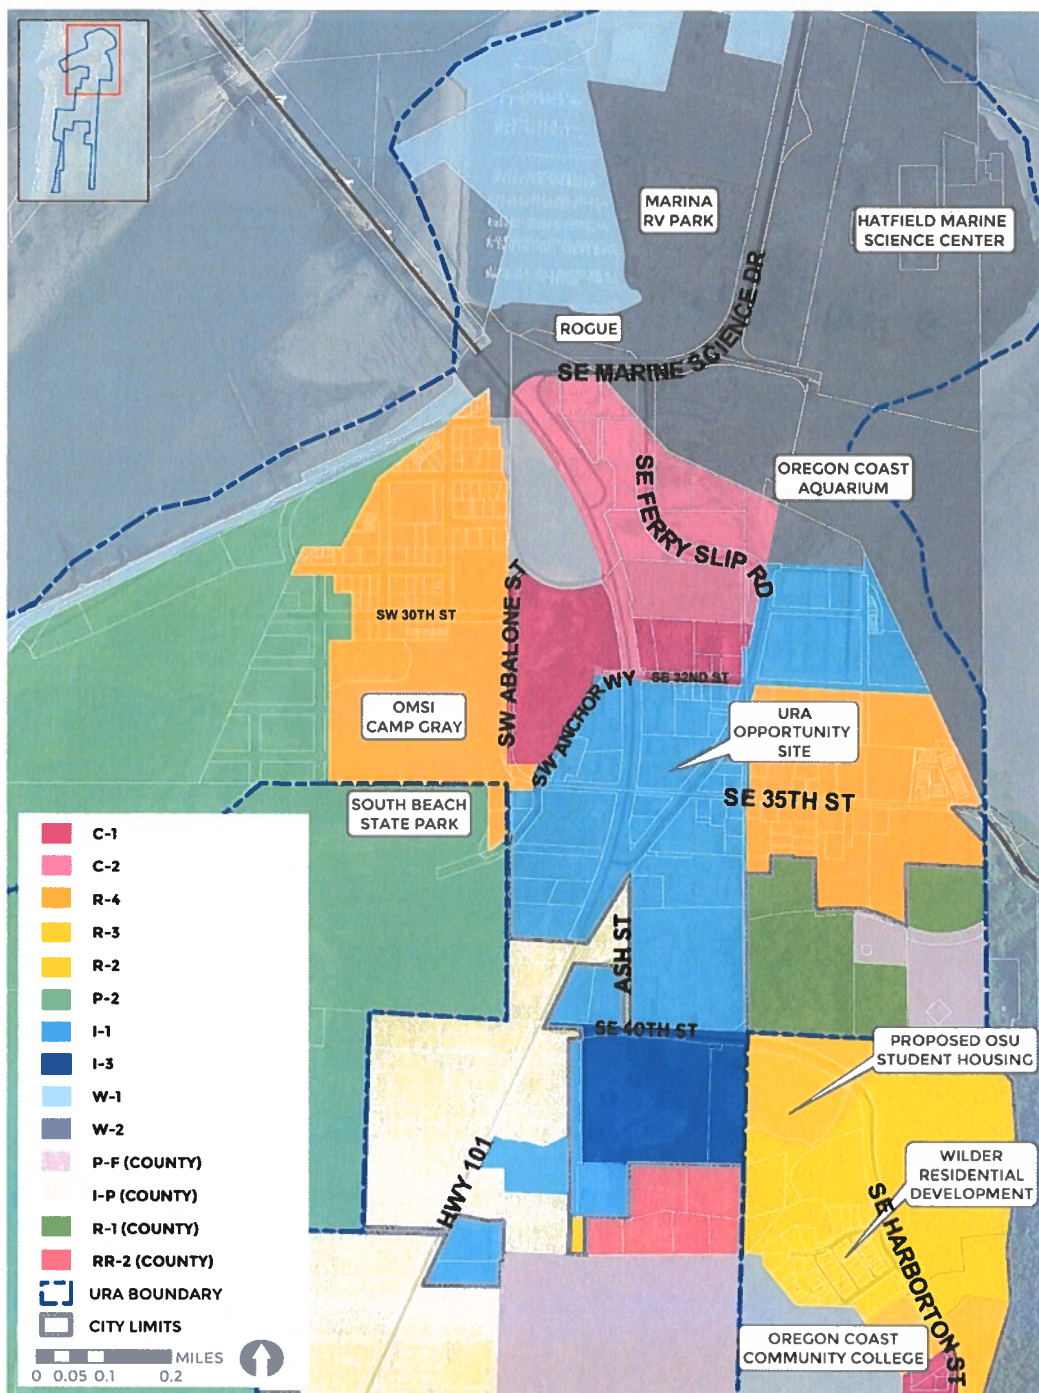 MARINA
RV PARK
HATFIELD MARINE
SCIENCE CENTER
ROGUE
SE MARINE SCIENCE DR
OREGON COAST
AQUARIUM
SE FERRY SLIP RD
SW 30TH ST
SW ABALONE ST
SE 32ND ST
SW ANCHOR WY
OMSI
CAMP GRAY
URA
OPPORTUNITY
SITE
SE 35TH ST
SOUTH BEACH
STATE PARK
ASH ST
SE 40TH ST
PROPOSED OSU
STUDENT HOUSING
WILDER
RESIDENTIAL
DEVELOPMENT
HWY 101
SE HARBORTON ST
OREGON COAST
COMMUNITY COLLEGE
C-1
C-2
R-4
R-3
R-2
P-2
I-1
I-3
W-1
W-2
P-F (COUNTY)
I-P (COUNTY)
R-1 (COUNTY)
RR-2 (COUNTY)
URA BOUNDARY
CITY LIMITS
MILES
0 0.05 0.1 0.2